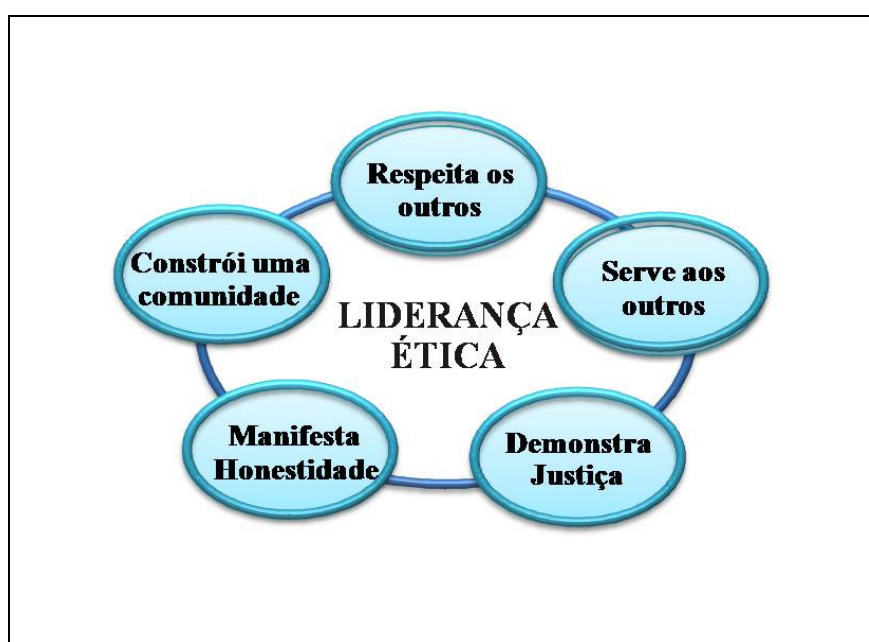 Respeita os
outros
Serve aos
outros
Demonstra
Justiça
Manifesta
Honestidade
Constrói uma
comunidade
LIDERANÇA
ÉTICA